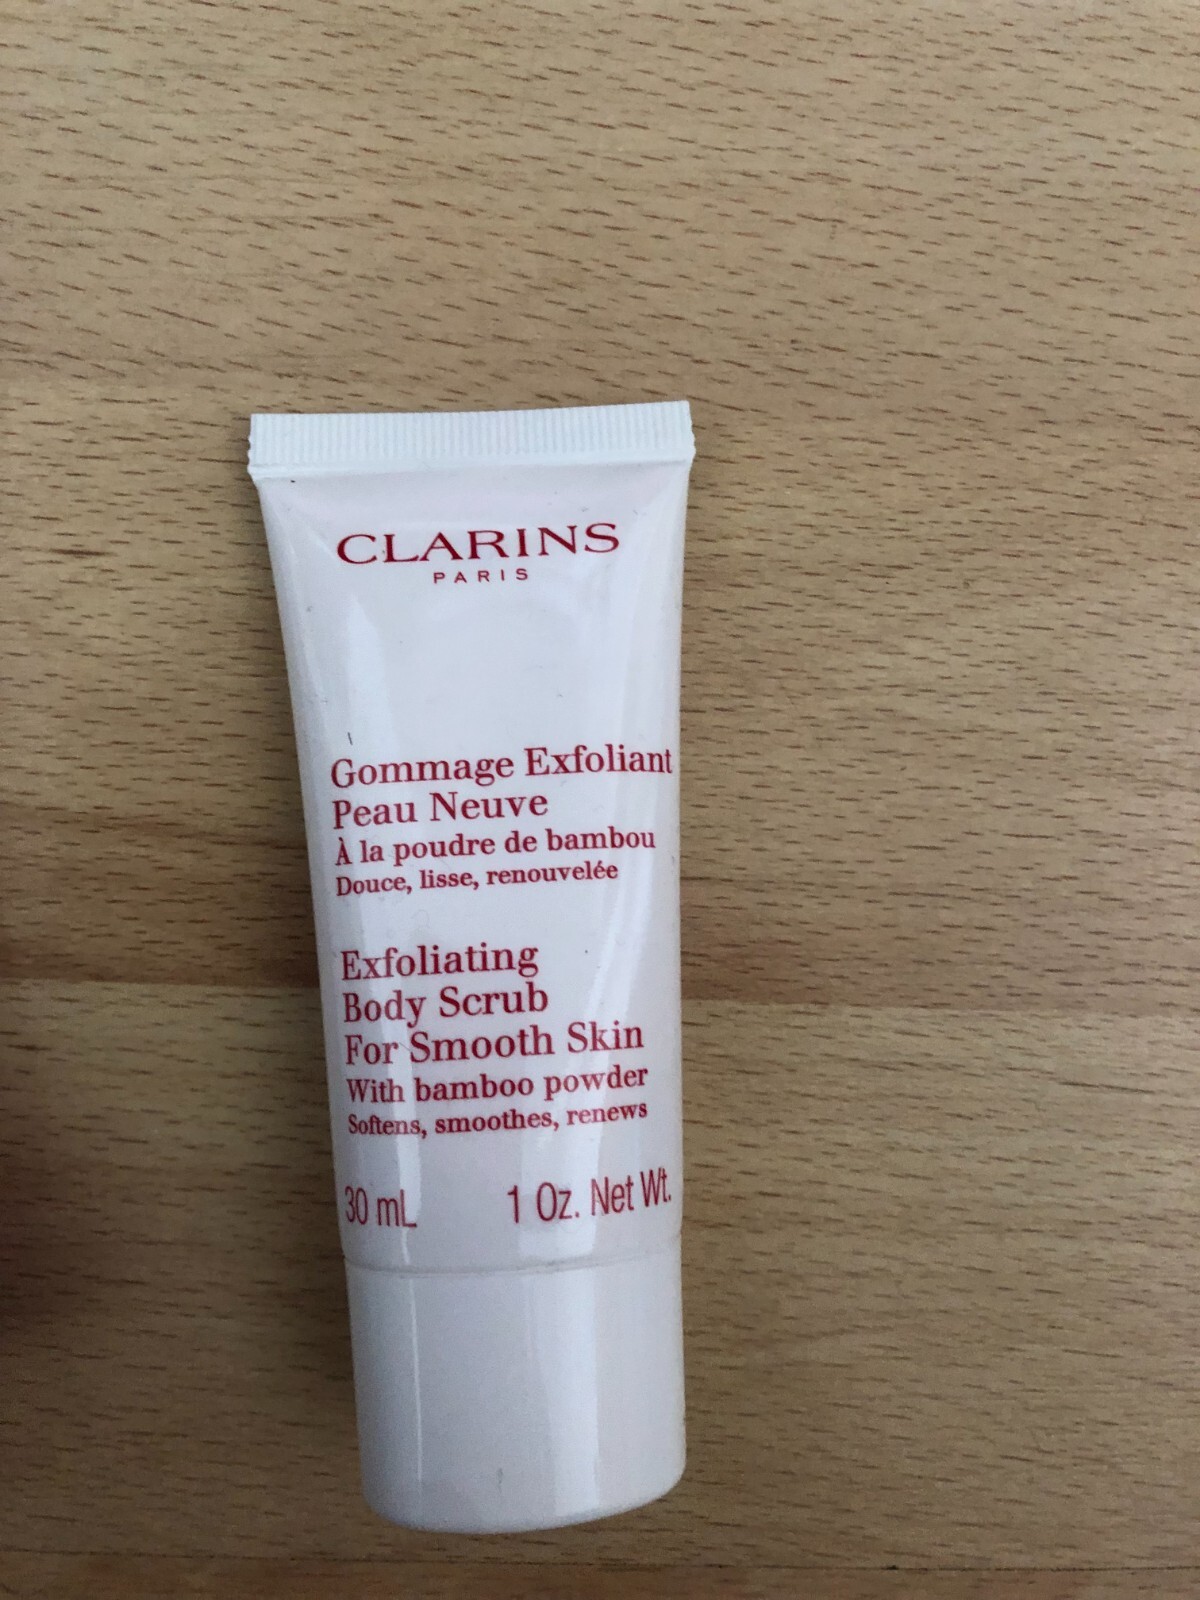 CLARINS
PARIS
Gommage Exfoliant
Peau Neuve
À la poudre de bambou
Douce, lisse, renouvelée
Exfoliating
Body Scrub
For Smooth Skin
With bamboo powder
Softens, smoothes, renews
30 mL 1 Oz. Net Wt.